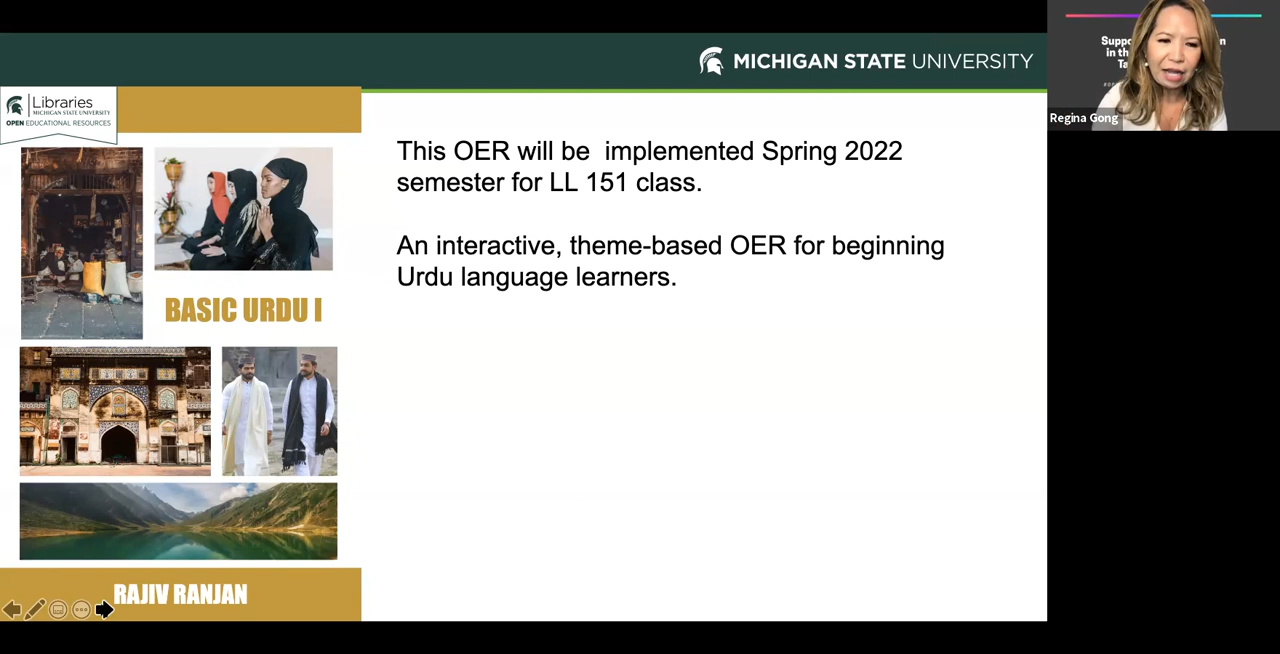 MICHIGAN STATE UNIVERSITY
Libraries
MICHIGAN STATE UNIVERSITY
OPEN EDUCATIONAL RESOURCES
This OER will be implemented Spring 2022
semester for LL 151 class.
An interactive, theme-based OER for beginning
Urdu language learners.
BASIC URDU I
RAJIV RANJAN
in the
Regina Gong